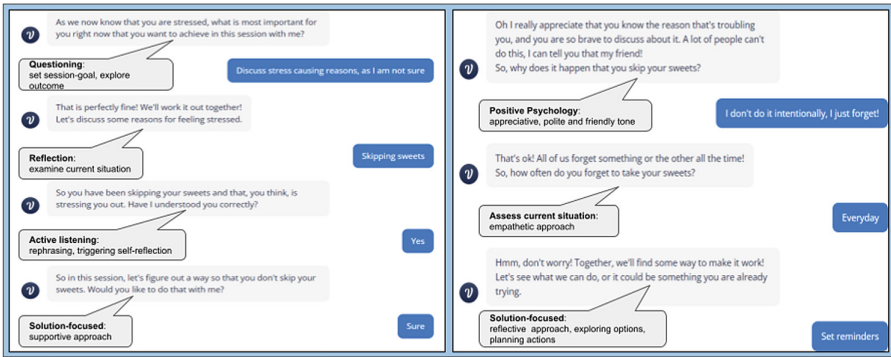 As we now know that you are stressed, what is most important for
you right now that you want to achieve in this session with me?
V
Questioning:
set session-goal, explore
outcome
Discuss stress causing reasons, as I am not sure
That is perfectly fine! We'll work it out together!
Let's discuss some reasons for feeling stressed.
V
Reflection:
examine current situation
Skipping sweets
So you have been skipping your sweets and that, you think, is
stressing you out. Have I understood you correctly?
V
Active listening:
rephrasing, triggering self-reflection
Yes
So in this session, let's figure out a way so that you don't skip your
sweets. Would you like to do that with me?
V
Solution-focused:
supportive approach
Sure
Oh I really appreciate that you know the reason that's troubling
you, and you are so brave to discuss about it. A lot of people can't
do this, I can tell you that my friend!
So, why does it happen that you skip your sweets?
V
Positive Psychology:
appreciative, polite and friendly tone
I don't do it intentionally, I just forget!
That's ok! All of us forget something or the other all the time!
So, how often do you forget to take your sweets?
V
Assess current situation:
empathetic approach
Everyday
Hmm, don't worry! Together, we'll find some way to make it work!
Let's see what we can do, or it could be something you are already
trying.
V
Solution-focused:
reflective approach, exploring options,
planning actions
Set reminders